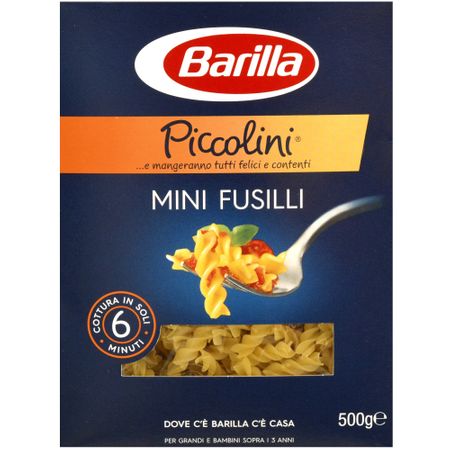 Barilla
Piccolini®
...e mangeranno tutti felici e contenti
MINI FUSILLI
COTTURA IN SOLI
6
MINUTI
DOVE C'È BARILLA C'È CASA
500g℮
PER GRANDI E BAMBINI SOPRA I 3 ANNI